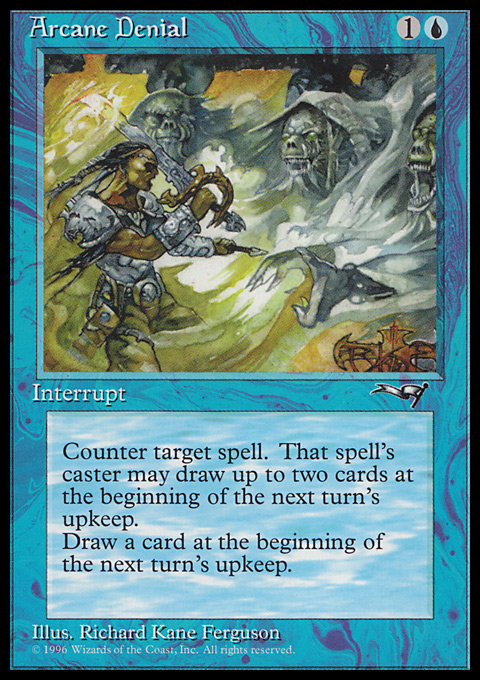 Arcane Denial
1
Interrupt
Counter target spell. That spell's
caster may draw up to two cards at
the beginning of the next turn's
upkeep.
Draw a card at the beginning of
the next turn's upkeep.
Illus. Richard Kane Ferguson
© 1996 Wizards of the Coast, Inc. All rights reserved.